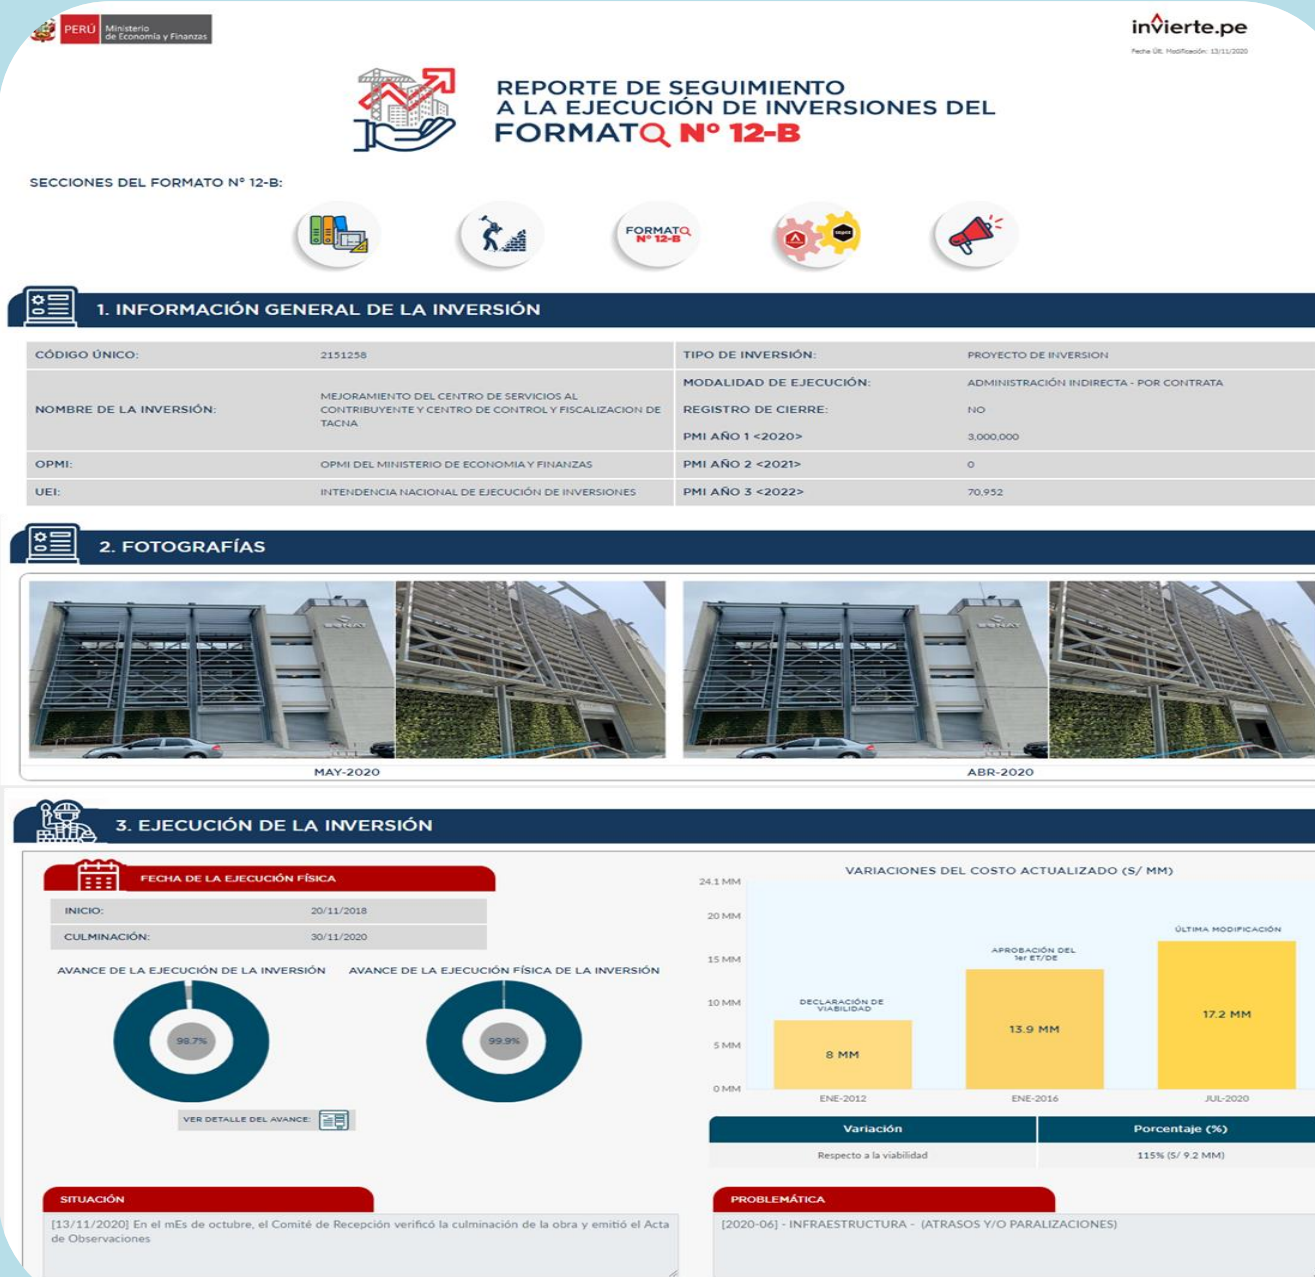 PERÚ
Ministerio
de Economía y Finanzas
invierte.pe
Fecha Últ. Modificación: 13/11/2020
REPORTE DE SEGUIMIENTO
A LA EJECUCIÓN DE INVERSIONES DEL
FORMATO Nº 12-B
SECCIONES DEL FORMATO Nº 12-B:
FORMATO
Nº 12-B
1. INFORMACIÓN GENERAL DE LA INVERSIÓN
CÓDIGO ÚNICO:
2151258
TIPO DE INVERSIÓN:
PROYECTO DE INVERSION
NOMBRE DE LA INVERSIÓN:
MEJORAMIENTO DEL CENTRO DE SERVICIOS AL
CONTRIBUYENTE Y CENTRO DE CONTROL Y FISCALIZACION DE
TACNA
MODALIDAD DE EJECUCIÓN:
ADMINISTRACIÓN INDIRECTA - POR CONTRATA
REGISTRO DE CIERRE:
NO
PMI AÑO 1 <2020>
3,000,000
OPMI:
OPMI DEL MINISTERIO DE ECONOMIA Y FINANZAS
PMI AÑO 2 <2021>
0
UEI:
INTENDENCIA NACIONAL DE EJECUCIÓN DE INVERSIONES
PMI AÑO 3 <2022>
70,952
2. FOTOGRAFÍAS
SUNAT
SUNAT
MAY-2020
ABR-2020
3. EJECUCIÓN DE LA INVERSIÓN
FECHA DE LA EJECUCIÓN FÍSICA
INICIO:
20/11/2018
CULMINACIÓN:
30/11/2020
AVANCE DE LA EJECUCIÓN DE LA INVERSIÓN
98.7%
AVANCE DE LA EJECUCIÓN FÍSICA DE LA INVERSIÓN
99.9%
VER DETALLE DEL AVANCE:
VARIACIONES DEL COSTO ACTUALIZADO (S/ MM)
24.1 MM
20 MM
15 MM
10 MM
5 MM
0 MM
DECLARACIÓN DE
VIABILIDAD
8 MM
ENE-2012
APROBACIÓN DEL
1er ET/DE
13.9 MM
ENE-2016
ÚLTIMA MODIFICACIÓN
17.2 MM
JUL-2020
Variación
Porcentaje (%)
Respecto a la viabilidad
115% (S/ 9.2 MM)
SITUACIÓN
[13/11/2020] En el mEs de octubre, el Comité de Recepción verificó la culminación de la obra y emitió el Acta
de Observaciones
PROBLEMÁTICA
[2020-06] - INFRAESTRUCTURA - (ATRASOS Y/O PARALIZACIONES)